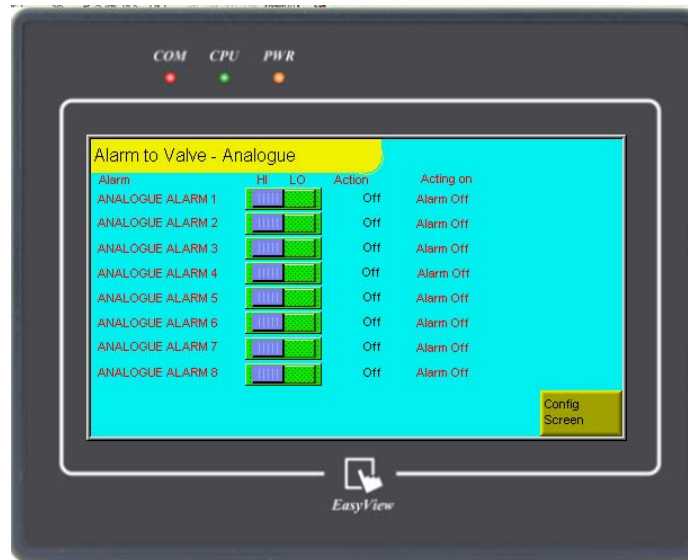 COM CPU PWR
Alarm to Valve - Analogue
Alarm HI LO Action Acting on
ANALOGUE ALARM 1 Off Alarm Off
ANALOGUE ALARM 2 Off Alarm Off
ANALOGUE ALARM 3 Off Alarm Off
ANALOGUE ALARM 4 Off Alarm Off
ANALOGUE ALARM 5 Off Alarm Off
ANALOGUE ALARM 6 Off Alarm Off
ANALOGUE ALARM 7 Off Alarm Off
ANALOGUE ALARM 8 Off Alarm Off
Config
Screen
EasyView